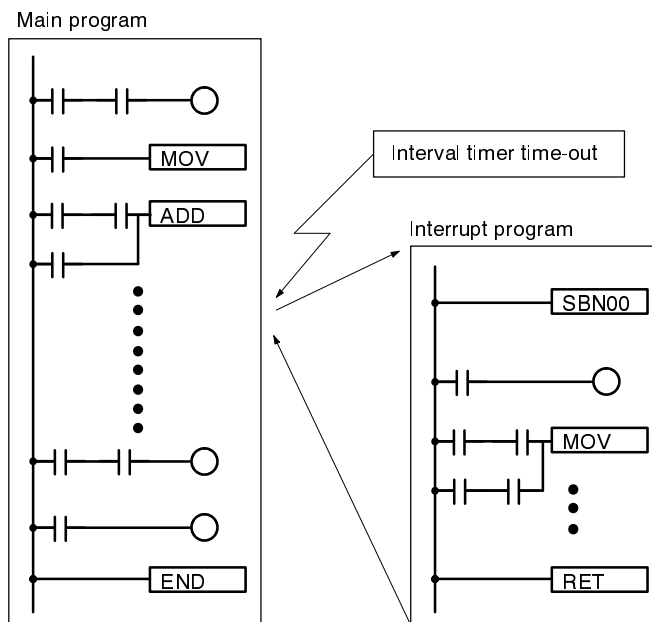 Main program
MOV
Interval timer time-out
ADD
Interrupt program
SBN00
MOV
END
RET